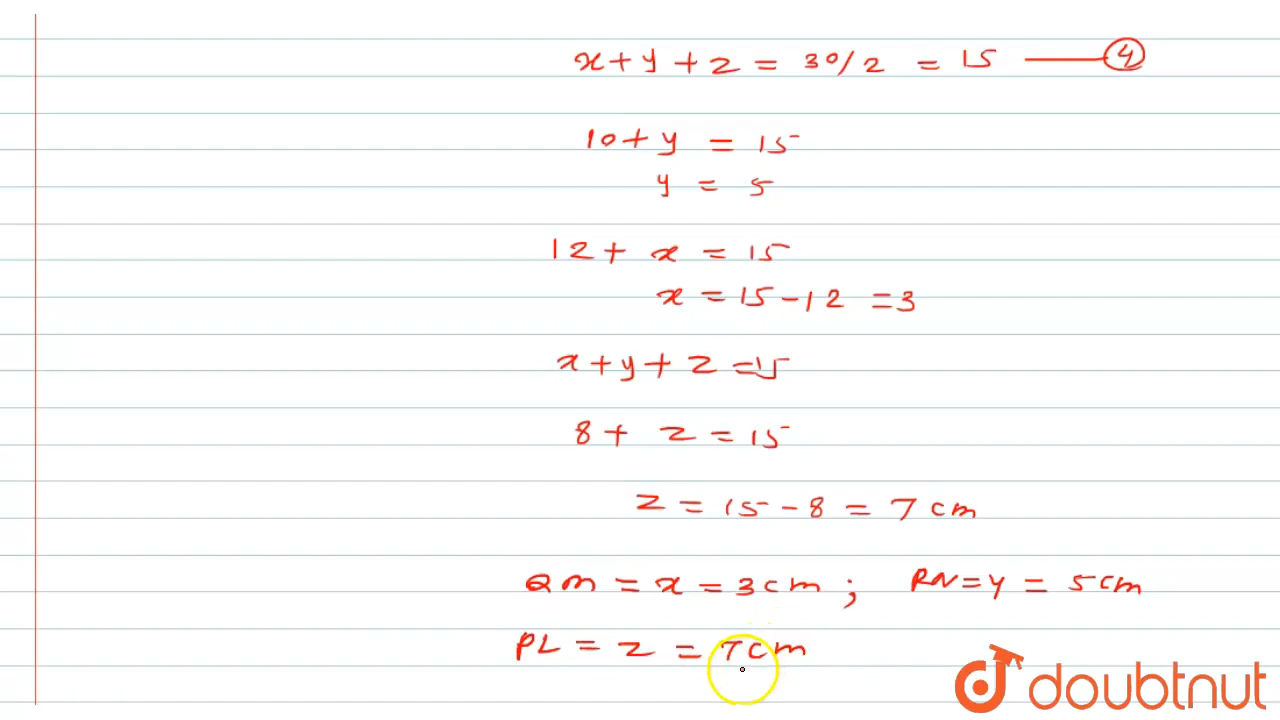 x + y + z = 30/2 = 15 —— 4
10 + y = 15
y = 5
12 + x = 15
x = 15 - 12 = 3
x + y + z = 15
8 + z = 15
z = 15 - 8 = 7 cm
QM = x = 3 cm ; RN = y = 5 cm
PL = z = 7 cm
doubtnut